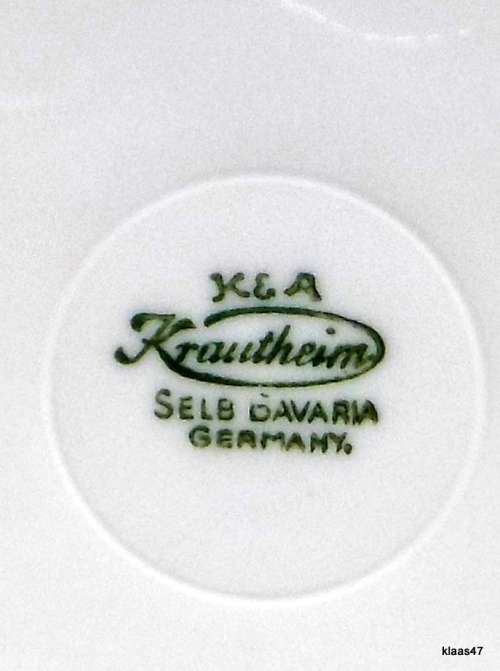 K & A
Krautheim
SELB BAVARIA
GERMANY.
klaas47